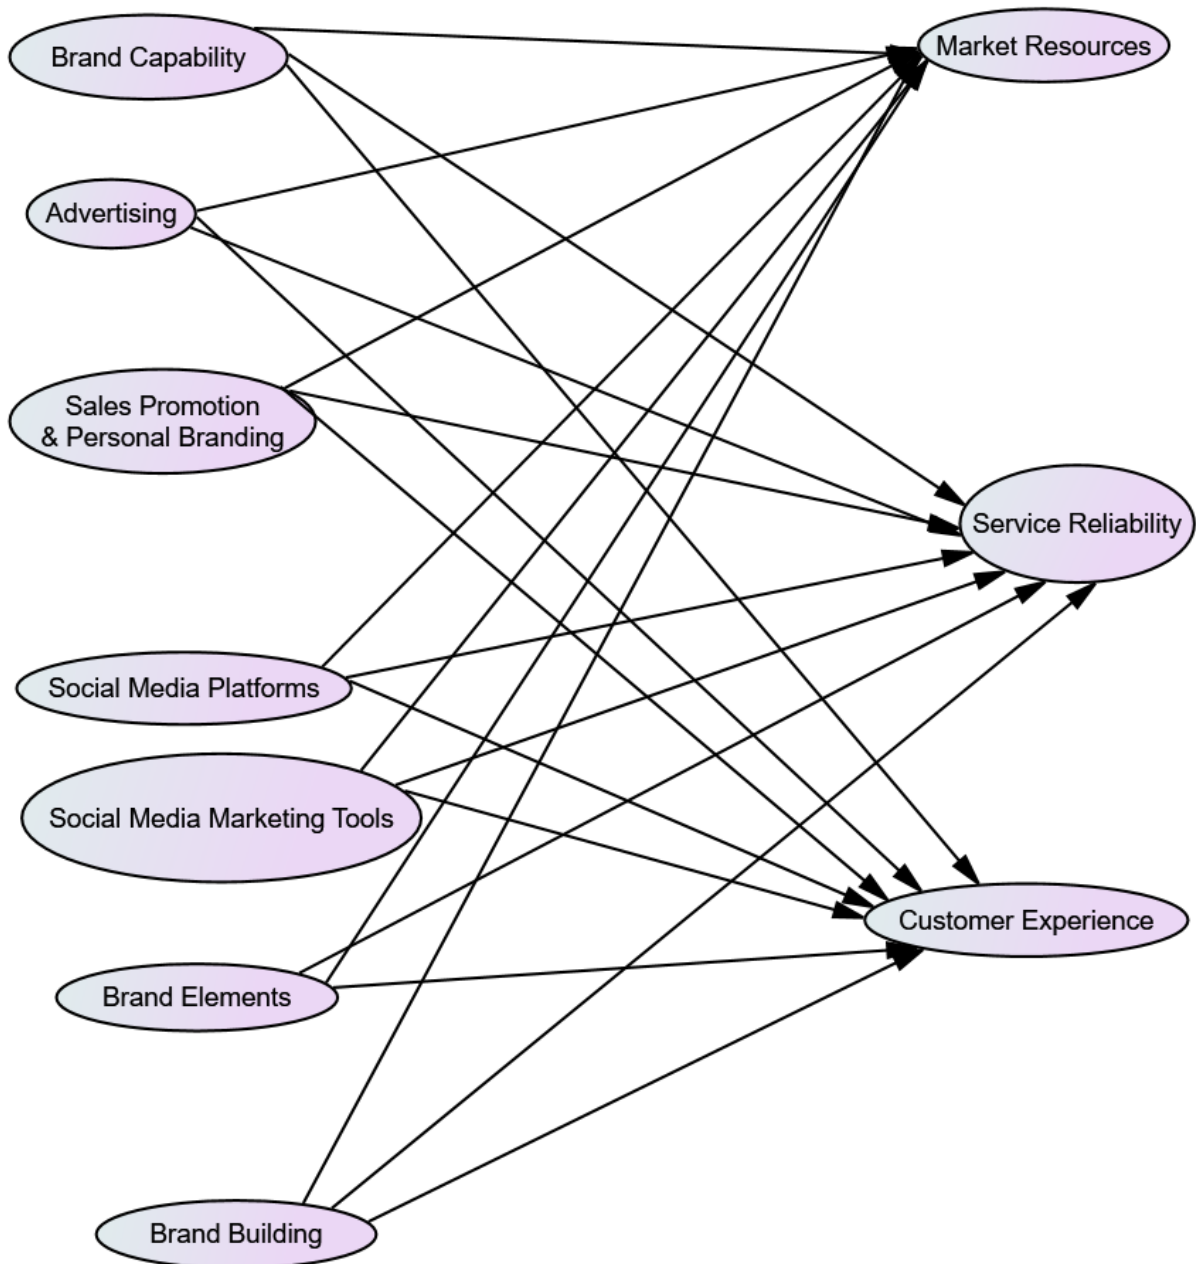 Brand Capability
Market Resources
Advertising
Sales Promotion
& Personal Branding
Service Reliability
Social Media Platforms
Social Media Marketing Tools
Customer Experience
Brand Elements
Brand Building